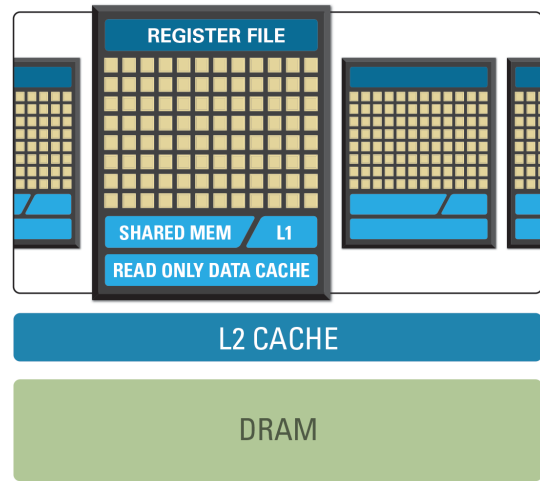 REGISTER FILE
SHARED MEM
L1
READ ONLY DATA CACHE
L2 CACHE
DRAM